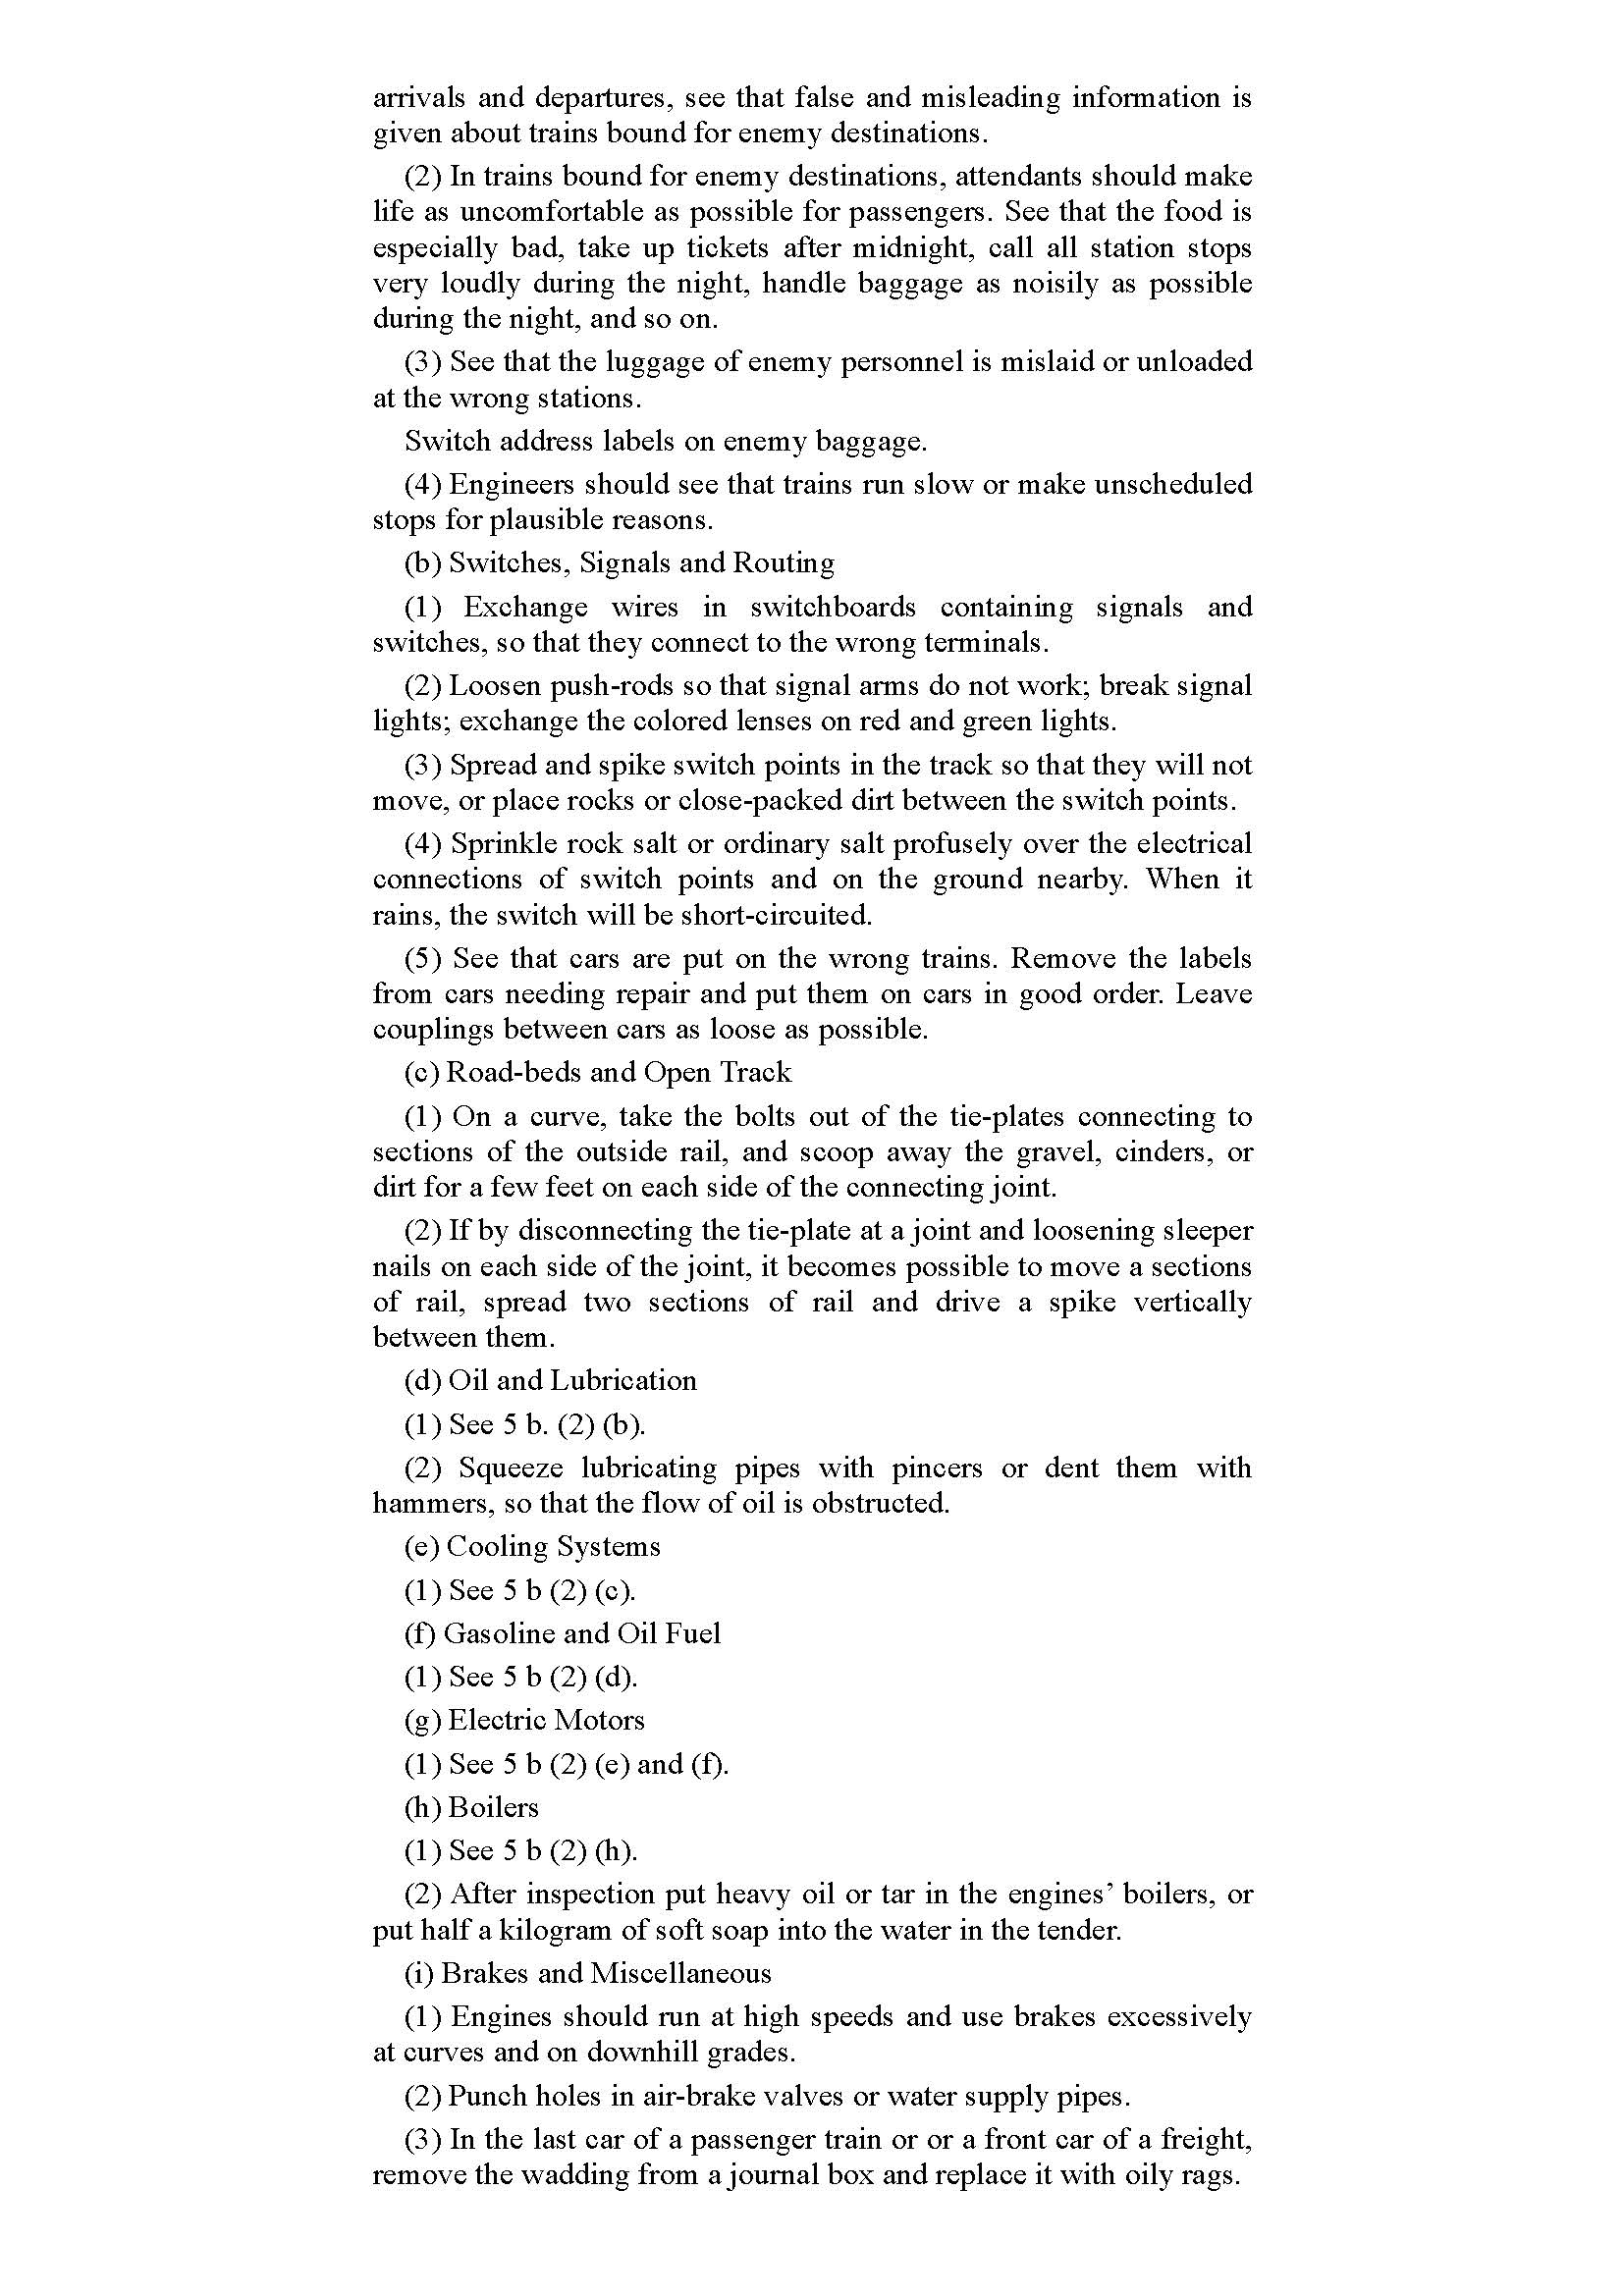 arrivals and departures, see that false and misleading information is
given about trains bound for enemy destinations.
(2) In trains bound for enemy destinations, attendants should make
life as uncomfortable as possible for passengers. See that the food is
especially bad, take up tickets after midnight, call all station stops
very loudly during the night, handle baggage as noisily as possible
during the night, and so on.
(3) See that the luggage of enemy personnel is mislaid or unloaded
at the wrong stations.
Switch address labels on enemy baggage.
(4) Engineers should see that trains run slow or make unscheduled
stops for plausible reasons.
(b) Switches, Signals and Routing
(1) Exchange wires in switchboards containing signals and
switches, so that they connect to the wrong terminals.
(2) Loosen push-rods so that signal arms do not work; break signal
lights; exchange the colored lenses on red and green lights.
(3) Spread and spike switch points in the track so that they will not
move, or place rocks or close-packed dirt between the switch points.
(4) Sprinkle rock salt or ordinary salt profusely over the electrical
connections of switch points and on the ground nearby. When it
rains, the switch will be short-circuited.
(5) See that cars are put on the wrong trains. Remove the labels
from cars needing repair and put them on cars in good order. Leave
couplings between cars as loose as possible.
(c) Road-beds and Open Track
(1) On a curve, take the bolts out of the tie-plates connecting to
sections of the outside rail, and scoop away the gravel, cinders, or
dirt for a few feet on each side of the connecting joint.
(2) If by disconnecting the tie-plate at a joint and loosening sleeper
nails on each side of the joint, it becomes possible to move a sections
of rail, spread two sections of rail and drive a spike vertically
between them.
(d) Oil and Lubrication
(1) See 5 b. (2) (b).
(2) Squeeze lubricating pipes with pincers or dent them with
hammers, so that the flow of oil is obstructed.
(e) Cooling Systems
(1) See 5 b (2) (c).
(f) Gasoline and Oil Fuel
(1) See 5 b (2) (d).
(g) Electric Motors
(1) See 5 b (2) (e) and (f).
(h) Boilers
(1) See 5 b (2) (h).
(2) After inspection put heavy oil or tar in the engines’ boilers, or
put half a kilogram of soft soap into the water in the tender.
(i) Brakes and Miscellaneous
(1) Engines should run at high speeds and use brakes excessively
at curves and on downhill grades.
(2) Punch holes in air-brake valves or water supply pipes.
(3) In the last car of a passenger train or or a front car of a freight,
remove the wadding from a journal box and replace it with oily rags.